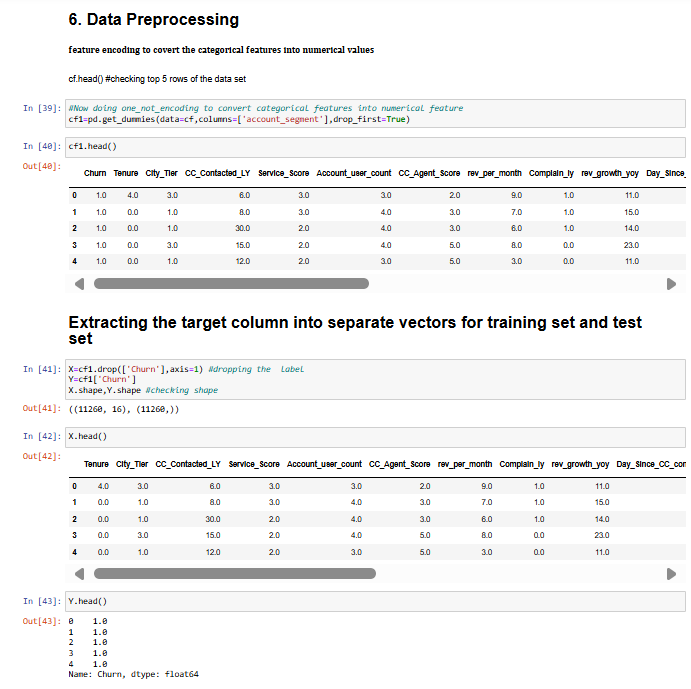 6. Data Preprocessing
feature encoding to covert the categorical features into numerical values
cf.head() #checking top 5 rows of the data set
In [39]: #Now doing one_not_encoding to convert categorical features into numerical feature
cf1=pd.get_dummies(data=cf,columns=['account_segment'],drop_first=True)
In [40]: cf1.head()
Out[40]:
Churn Tenure City_Tier CC_Contacted_LY Service_Score Account_user_count CC_Agent_Score rev_per_month Complain_ly rev_growth_yoy Day_Since_
0 1.0 4.0 3.0 6.0 3.0 3.0 2.0 9.0 1.0 11.0
1 1.0 0.0 1.0 8.0 3.0 4.0 3.0 7.0 1.0 15.0
2 1.0 0.0 1.0 30.0 2.0 4.0 3.0 6.0 1.0 14.0
3 1.0 0.0 3.0 15.0 2.0 4.0 5.0 8.0 0.0 23.0
4 1.0 0.0 1.0 12.0 2.0 3.0 5.0 3.0 0.0 11.0
Extracting the target column into separate vectors for training set and test
set
In [41]: X=cf1.drop(['Churn'],axis=1) #dropping the label
Y=cf1['Churn']
X.shape,Y.shape #checking shape
Out[41]: ((11260, 16), (11260,))
In [42]: X.head()
Out[42]:
Tenure City_Tier CC_Contacted_LY Service_Score Account_user_count CC_Agent_Score rev_per_month Complain_ly rev_growth_yoy Day_Since_CC_con
0 4.0 3.0 6.0 3.0 3.0 2.0 9.0 1.0 11.0
1 0.0 1.0 8.0 3.0 4.0 3.0 7.0 1.0 15.0
2 0.0 1.0 30.0 2.0 4.0 3.0 6.0 1.0 14.0
3 0.0 3.0 15.0 2.0 4.0 5.0 8.0 0.0 23.0
4 0.0 1.0 12.0 2.0 3.0 5.0 3.0 0.0 11.0
In [43]: Y.head()
Out[43]: 0 1.0
1 1.0
2 1.0
3 1.0
4 1.0
Name: Churn, dtype: float64